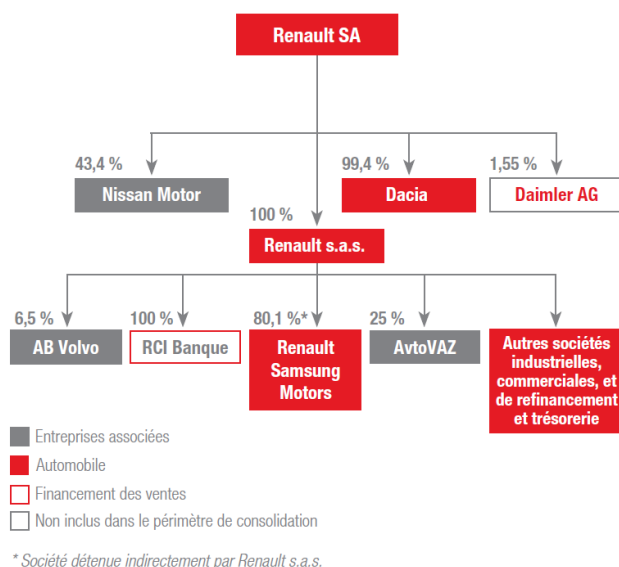 Renault SA
43,4 %
Nissan Motor
99,4 %
Dacia
1,55 %
Daimler AG
100 %
Renault s.a.s.
6,5 %
AB Volvo
100 %
RCI Banque
80,1 %*
Renault
Samsung
Motors
25 %
AvtoVAZ
Autres sociétés
industrielles,
commerciales, et
de refinancement
et trésorerie
Entreprises associées
Automobile
Financement des ventes
Non inclus dans le périmètre de consolidation
* Société détenue indirectement par Renault s.a.s.